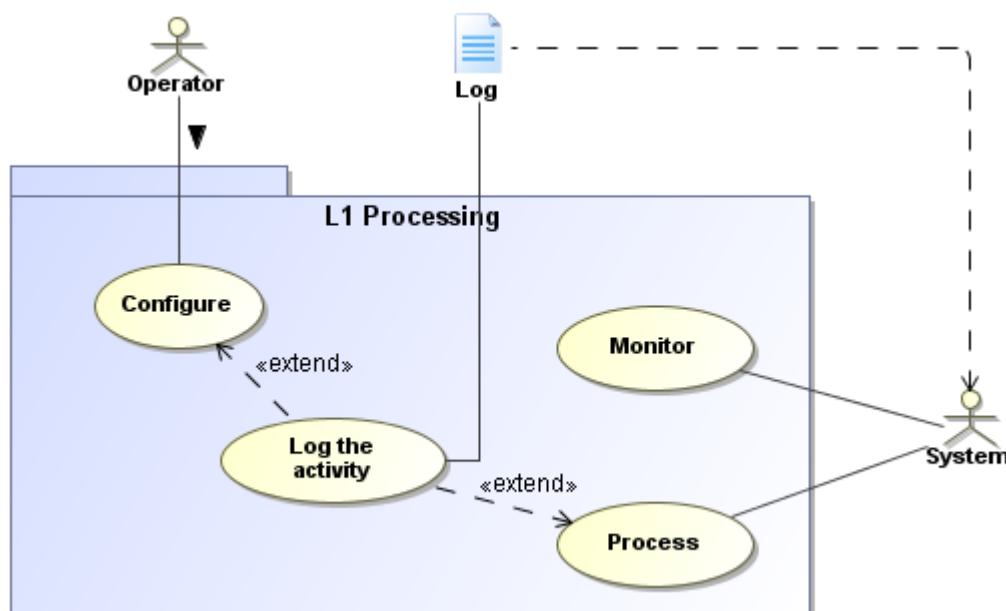 Operator
Log
L1 Processing
Configure
«extend»
Monitor
Log the
activity
System
«extend»
Process